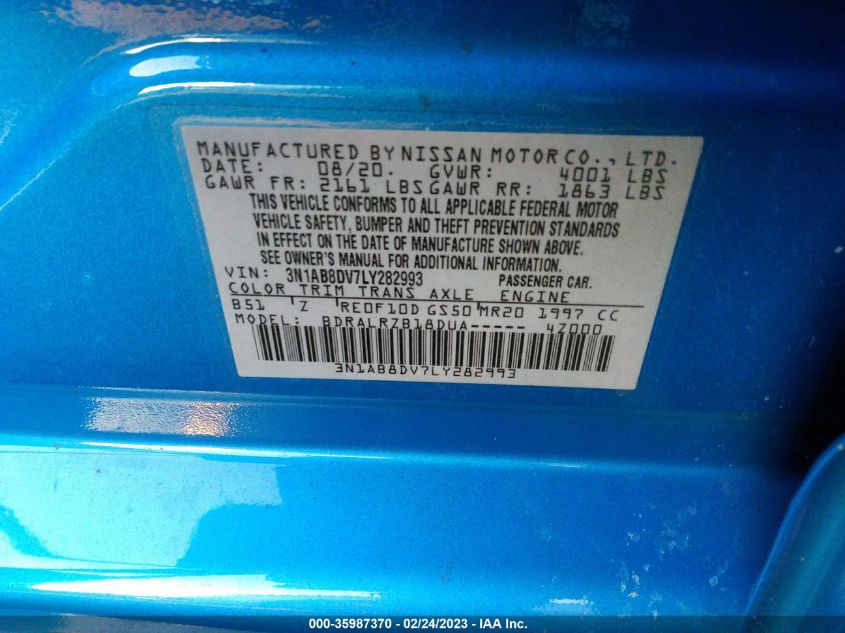 MANUFACTURED BY NISSAN MOTOR CO., LTD.
DATE: 08/20. GVWR: 4001 LBS
GAWR FR: 2161 LBS GAWR RR: 1863 LBS
THIS VEHICLE CONFORMS TO ALL APPLICABLE FEDERAL MOTOR
VEHICLE SAFETY, BUMPER AND THEFT PREVENTION STANDARDS
IN EFFECT ON THE DATE OF MANUFACTURE SHOWN ABOVE.
SEE OWNER'S MANUAL FOR ADDITIONAL INFORMATION.
VIN: 3N1AB8DV7LY282993 PASSENGER CAR.
COLOR TRIM TRANS AXLE ENGINE
B51 Z RE0F10D GS50 MR20 1997 CC
MODEL: BDRALRZB18DUA----- 4Z000
3N1AB8DV7LY282993
000-35987370 - 02/24/2023 - IAA Inc.